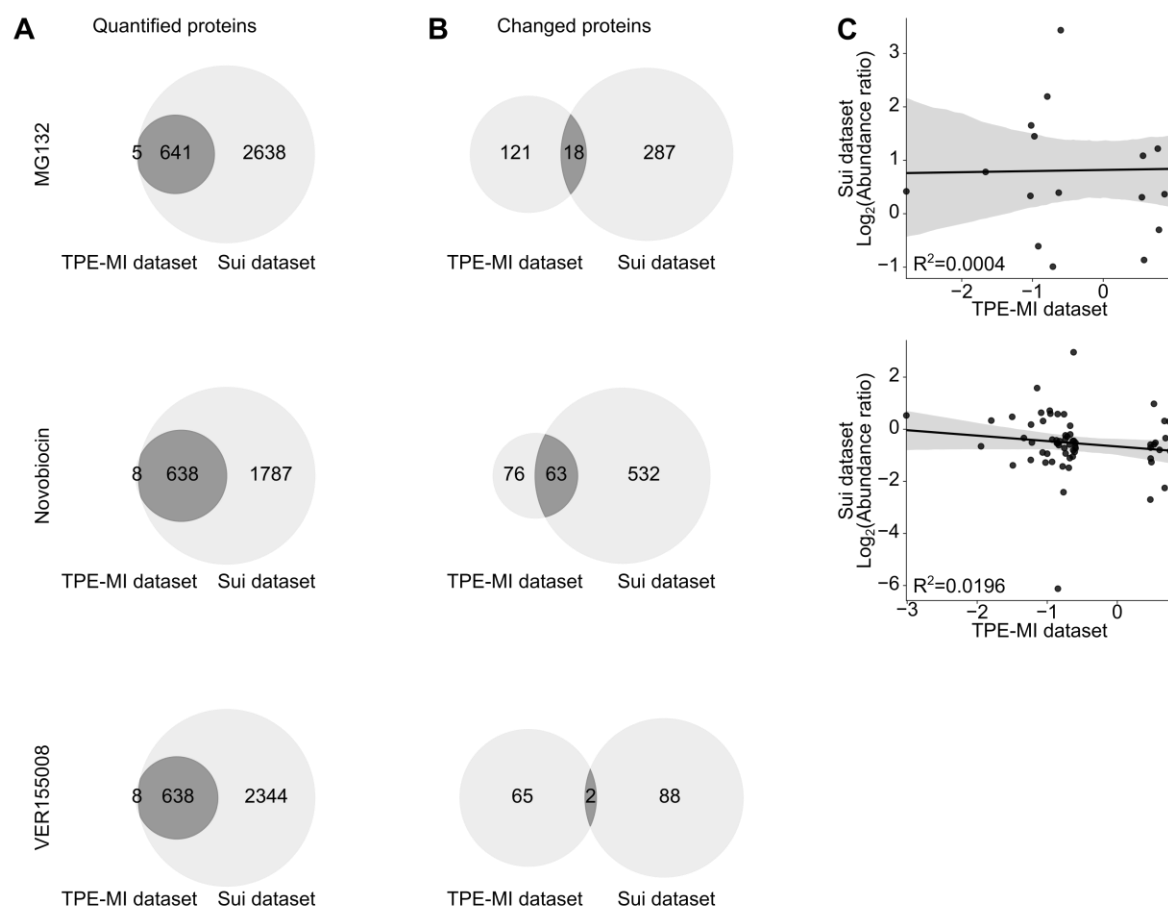 A
Quantified proteins
B
Changed proteins
C
MG132
5 641 2638
TPE-MI dataset Sui dataset
121 18 287
TPE-MI dataset Sui dataset
Sui dataset
Log₂(Abundance ratio)
3
2
1
0
−1
R²=0.0004
−2 −1 0
TPE-MI dataset
Novobiocin
8 638 1787
TPE-MI dataset Sui dataset
76 63 532
TPE-MI dataset Sui dataset
Sui dataset
Log₂(Abundance ratio)
2
0
−2
−4
−6
R²=0.0196
−3 −2 −1 0
TPE-MI dataset
VER155008
8 638 2344
TPE-MI dataset Sui dataset
65 2 88
TPE-MI dataset Sui dataset